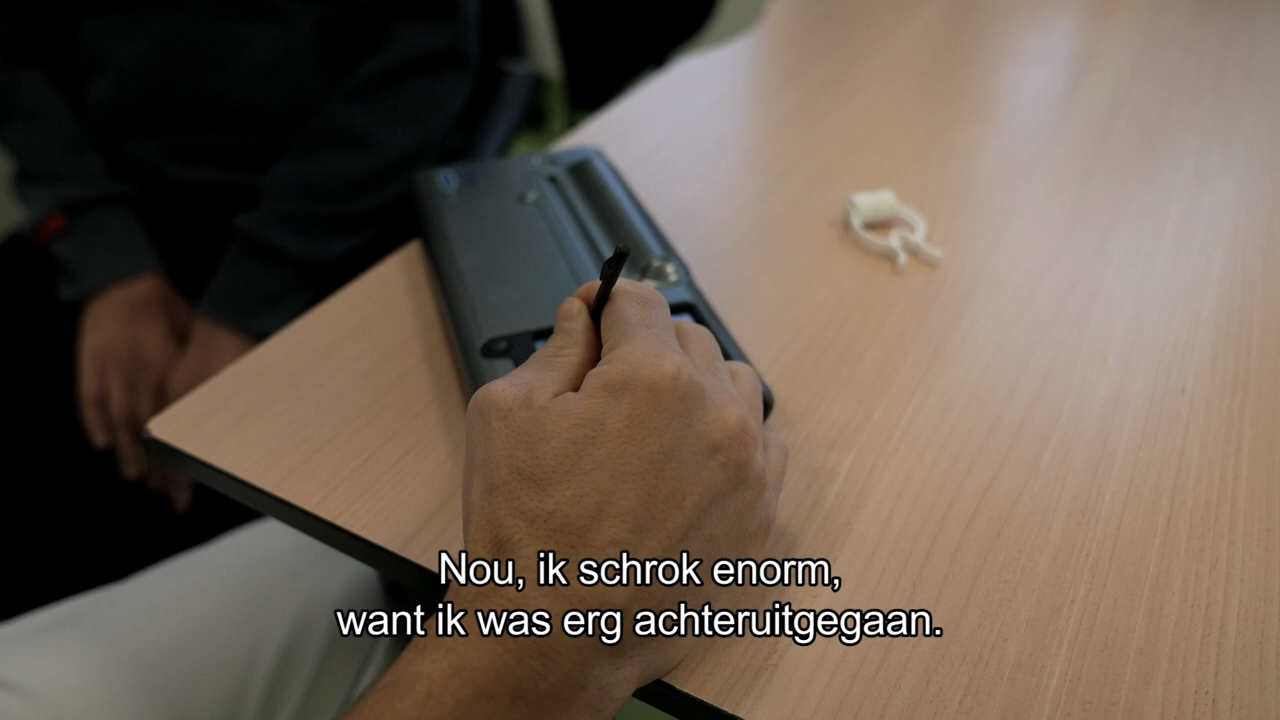 Nou, ik schrok enorm,
want ik was erg achteruitgegaan.